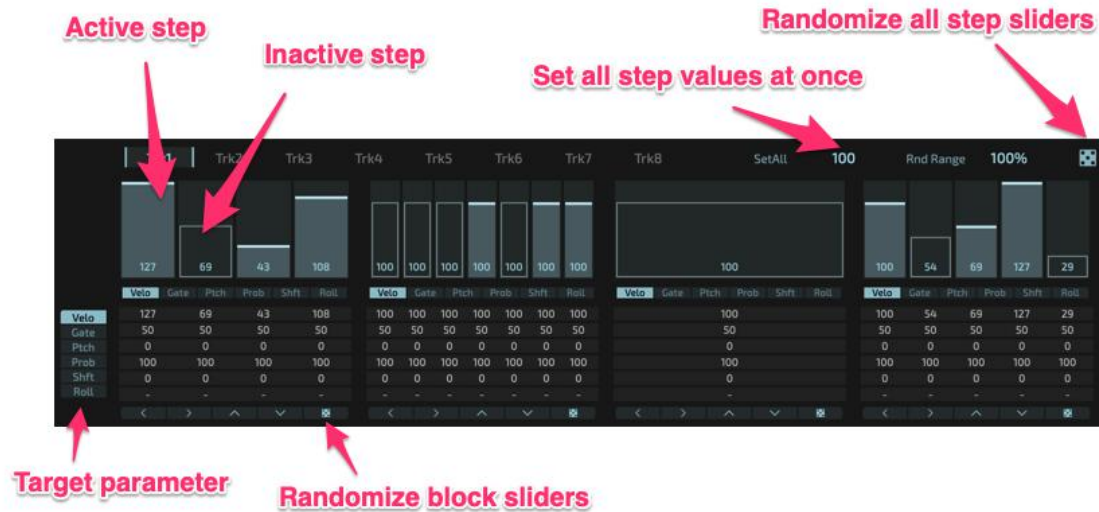 Randomize all step sliders
Active step
Inactive step
Set all step values at once
Trk2 Trk3 Trk4 Trk5 Trk6 Trk7 Trk8 SetAll 100 Rnd Range 100%
127 69 43 108 100 100 100 100 100 100 100 100 100 54 69 127 29
Velo Gate Ptch Prob Shft Roll Velo Gate Ptch Prob Shft Roll Velo Gate Ptch Prob Shft Roll Velo Gate Ptch Prob Shft Roll
Velo 127 69 43 108 100 100 100 100 100 100 100 100 100 54 69 127 29
Gate 50 50 50 50 50 50 50 50 50 50 50 50 50 50 50 50 50
Ptch 0 0 0 0 0 0 0 0 0 0 0 0 0 0 0 0 0
Prob 100 100 100 100 100 100 100 100 100 100 100 100 100 100 100 100 100
Shft 0 0 0 0 0 0 0 0 0 0 0 0 0 0 0 0 0
Roll - - - - - - - - - - - - - - - - -
Target parameter
Randomize block sliders